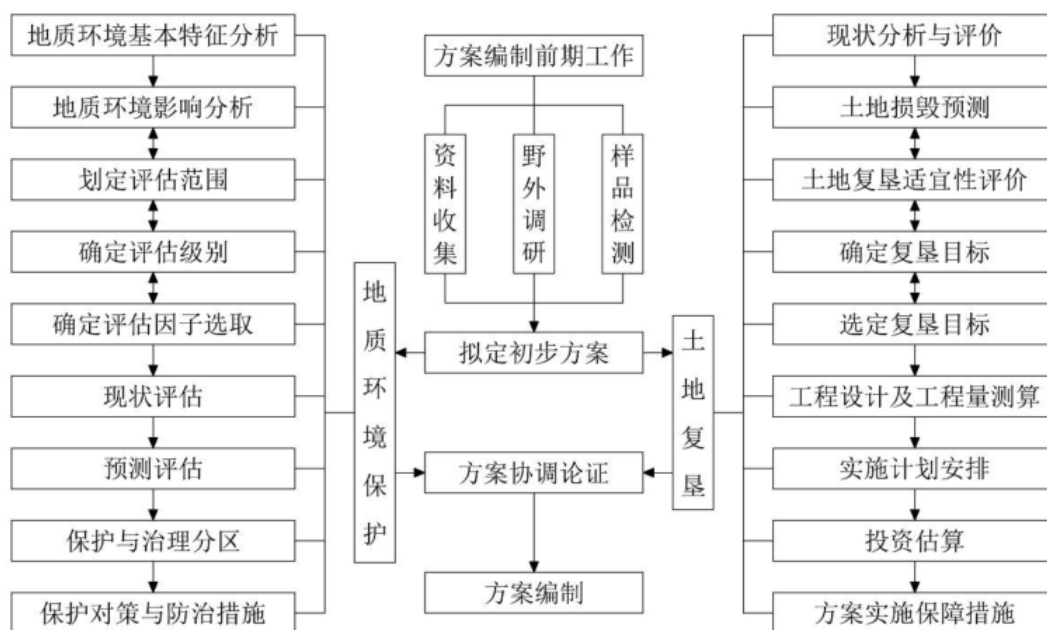 地质环境基本特征分析
地质环境影响分析
划定评估范围
确定评估级别
确定评估因子选取
现状评估
预测评估
保护与治理分区
保护对策与防治措施
地质环境保护
方案编制前期工作
资料收集
野外调研
样品检测
拟定初步方案
方案协调论证
方案编制
土地复垦
现状分析与评价
土地损毁预测
土地复垦适宜性评价
确定复垦目标
选定复垦目标
工程设计及工程量测算
实施计划安排
投资估算
方案实施保障措施